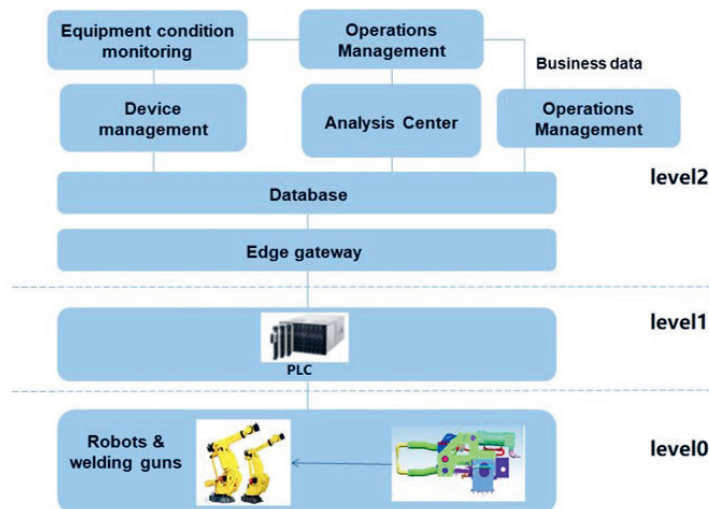 Equipment condition
monitoring
Operations
Management
Business data
Device
management
Analysis Center
Operations
Management
level2
Database
Edge gateway
level1
PLC
Robots &
welding guns
level0